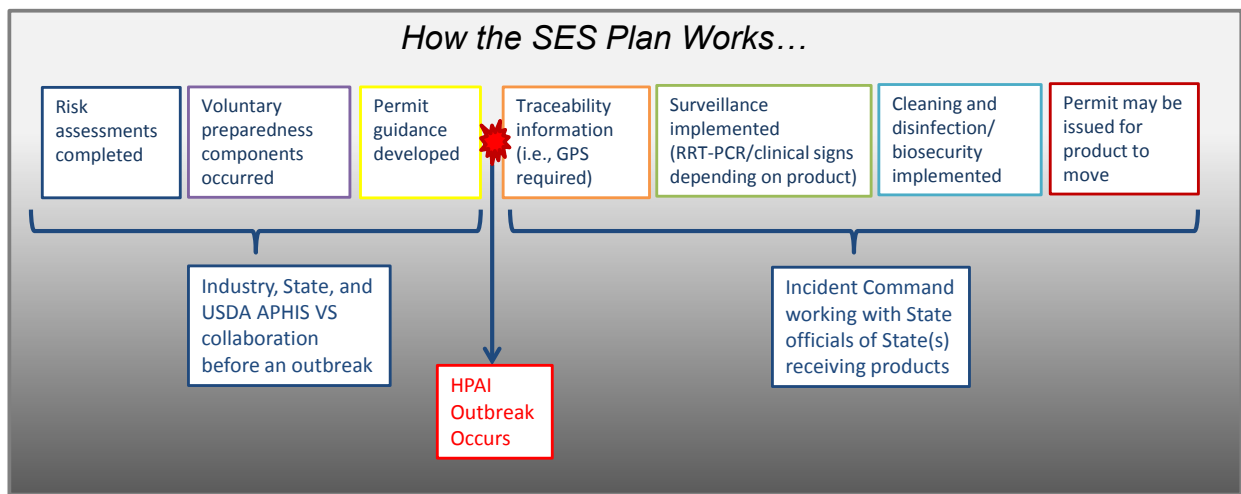 How the SES Plan Works…
Risk
assessments
completed
Voluntary
preparedness
components
occurred
Permit
guidance
developed
Traceability
information
(i.e., GPS
required)
Surveillance
implemented
(RRT-PCR/clinical signs
depending on product)
Cleaning and
disinfection/
biosecurity
implemented
Permit may be
issued for
product to
move
Industry, State, and
USDA APHIS VS
collaboration
before an outbreak
HPAI
Outbreak
Occurs
Incident Command
working with State
officials of State(s)
receiving products